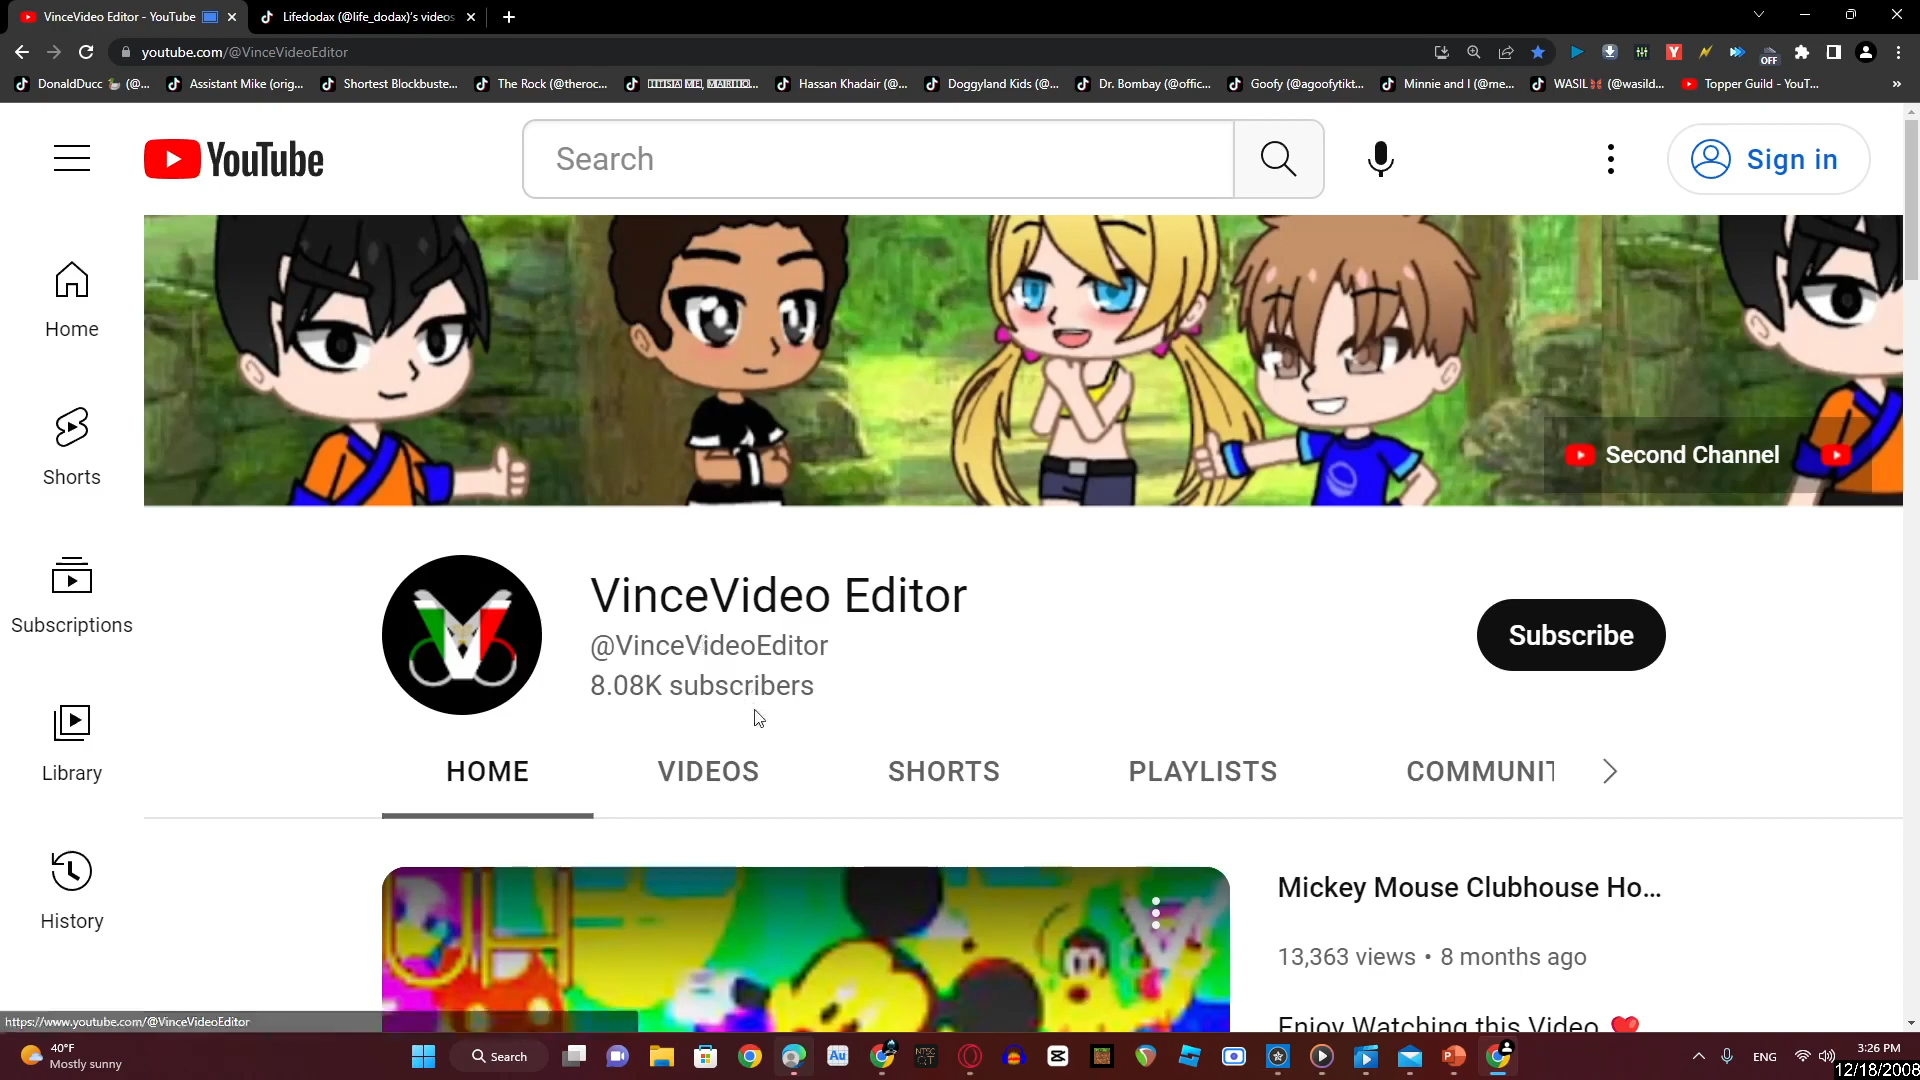 VinceVideo Editor - YouTube
Lifedodax (@life_dodax)'s videos
youtube.com/@VinceVideoEditor
OFF
DonaldDucc 🦆 (@...
Assistant Mike (orig...
Shortest Blockbuste...
The Rock (@theroc...
Hassan Khadair (@...
Doggyland Kids (@...
Dr. Bombay (@offic...
Goofy (@agoofytikt...
Minnie and I (@me...
WASIL (@wasild...
Topper Guild - YouT...
YouTube
Search
Sign in
Home
Shorts
Subscriptions
Library
History
Second Channel
VinceVideo Editor
@VinceVideoEditor
8.08K subscribers
Subscribe
HOME
VIDEOS
SHORTS
PLAYLISTS
COMMUNIT
Mickey Mouse Clubhouse Ho...
13,363 views • 8 months ago
Enjoy Watching this Video ❤️
https://www.youtube.com/@VinceVideoEditor
40°F
Mostly sunny
Search
Au
ENG
3:26 PM
12/18/2008